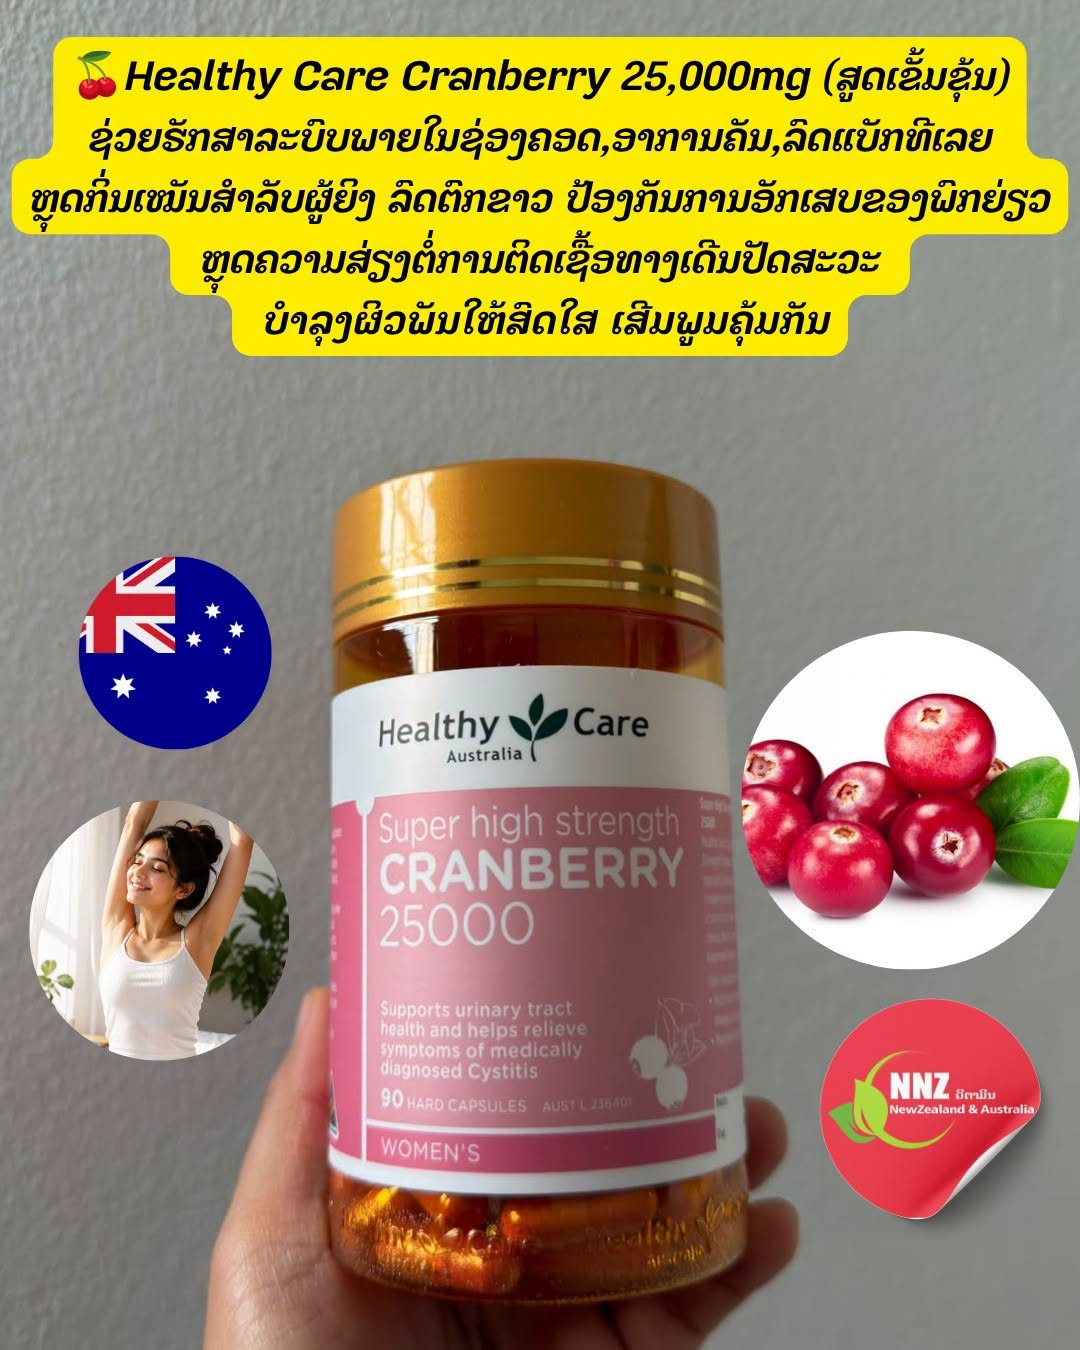 🍒Healthy Care Cranberry 25,000mg (ສູດເຂັ້ມຂຸ້ນ)
ຊ່ວຍຮັກສາລະບົບພາຍໃນຊ່ອງຄອດ,ອາການຄັນ,ລົດແບັກທີເລຍ
ຫຼຸດກິ່ນເໝັນສຳລັບຜູ້ຍິງ ລົດຕົກຂາວ ປ້ອງກັນການອັກເສບຂອງພົກຍ່ຽວ
ຫຼຸດຄວາມສ່ຽງຕໍ່ການຕິດເຊື້ອທາງເດີນປັດສະວະ
ບຳລຸງຜິວພັນໃຫ້ສົດໃສ ເສີມພູມຄຸ້ມກັນ
Healthy Care
Australia
Super high strength
CRANBERRY
25000
Supports urinary tract
health and helps relieve
symptoms of medically
diagnosed Cystitis
90 HARD CAPSULES AUST L 236401
WOMEN'S
NNZ ວິຕາມິນ
NewZealand & Australia